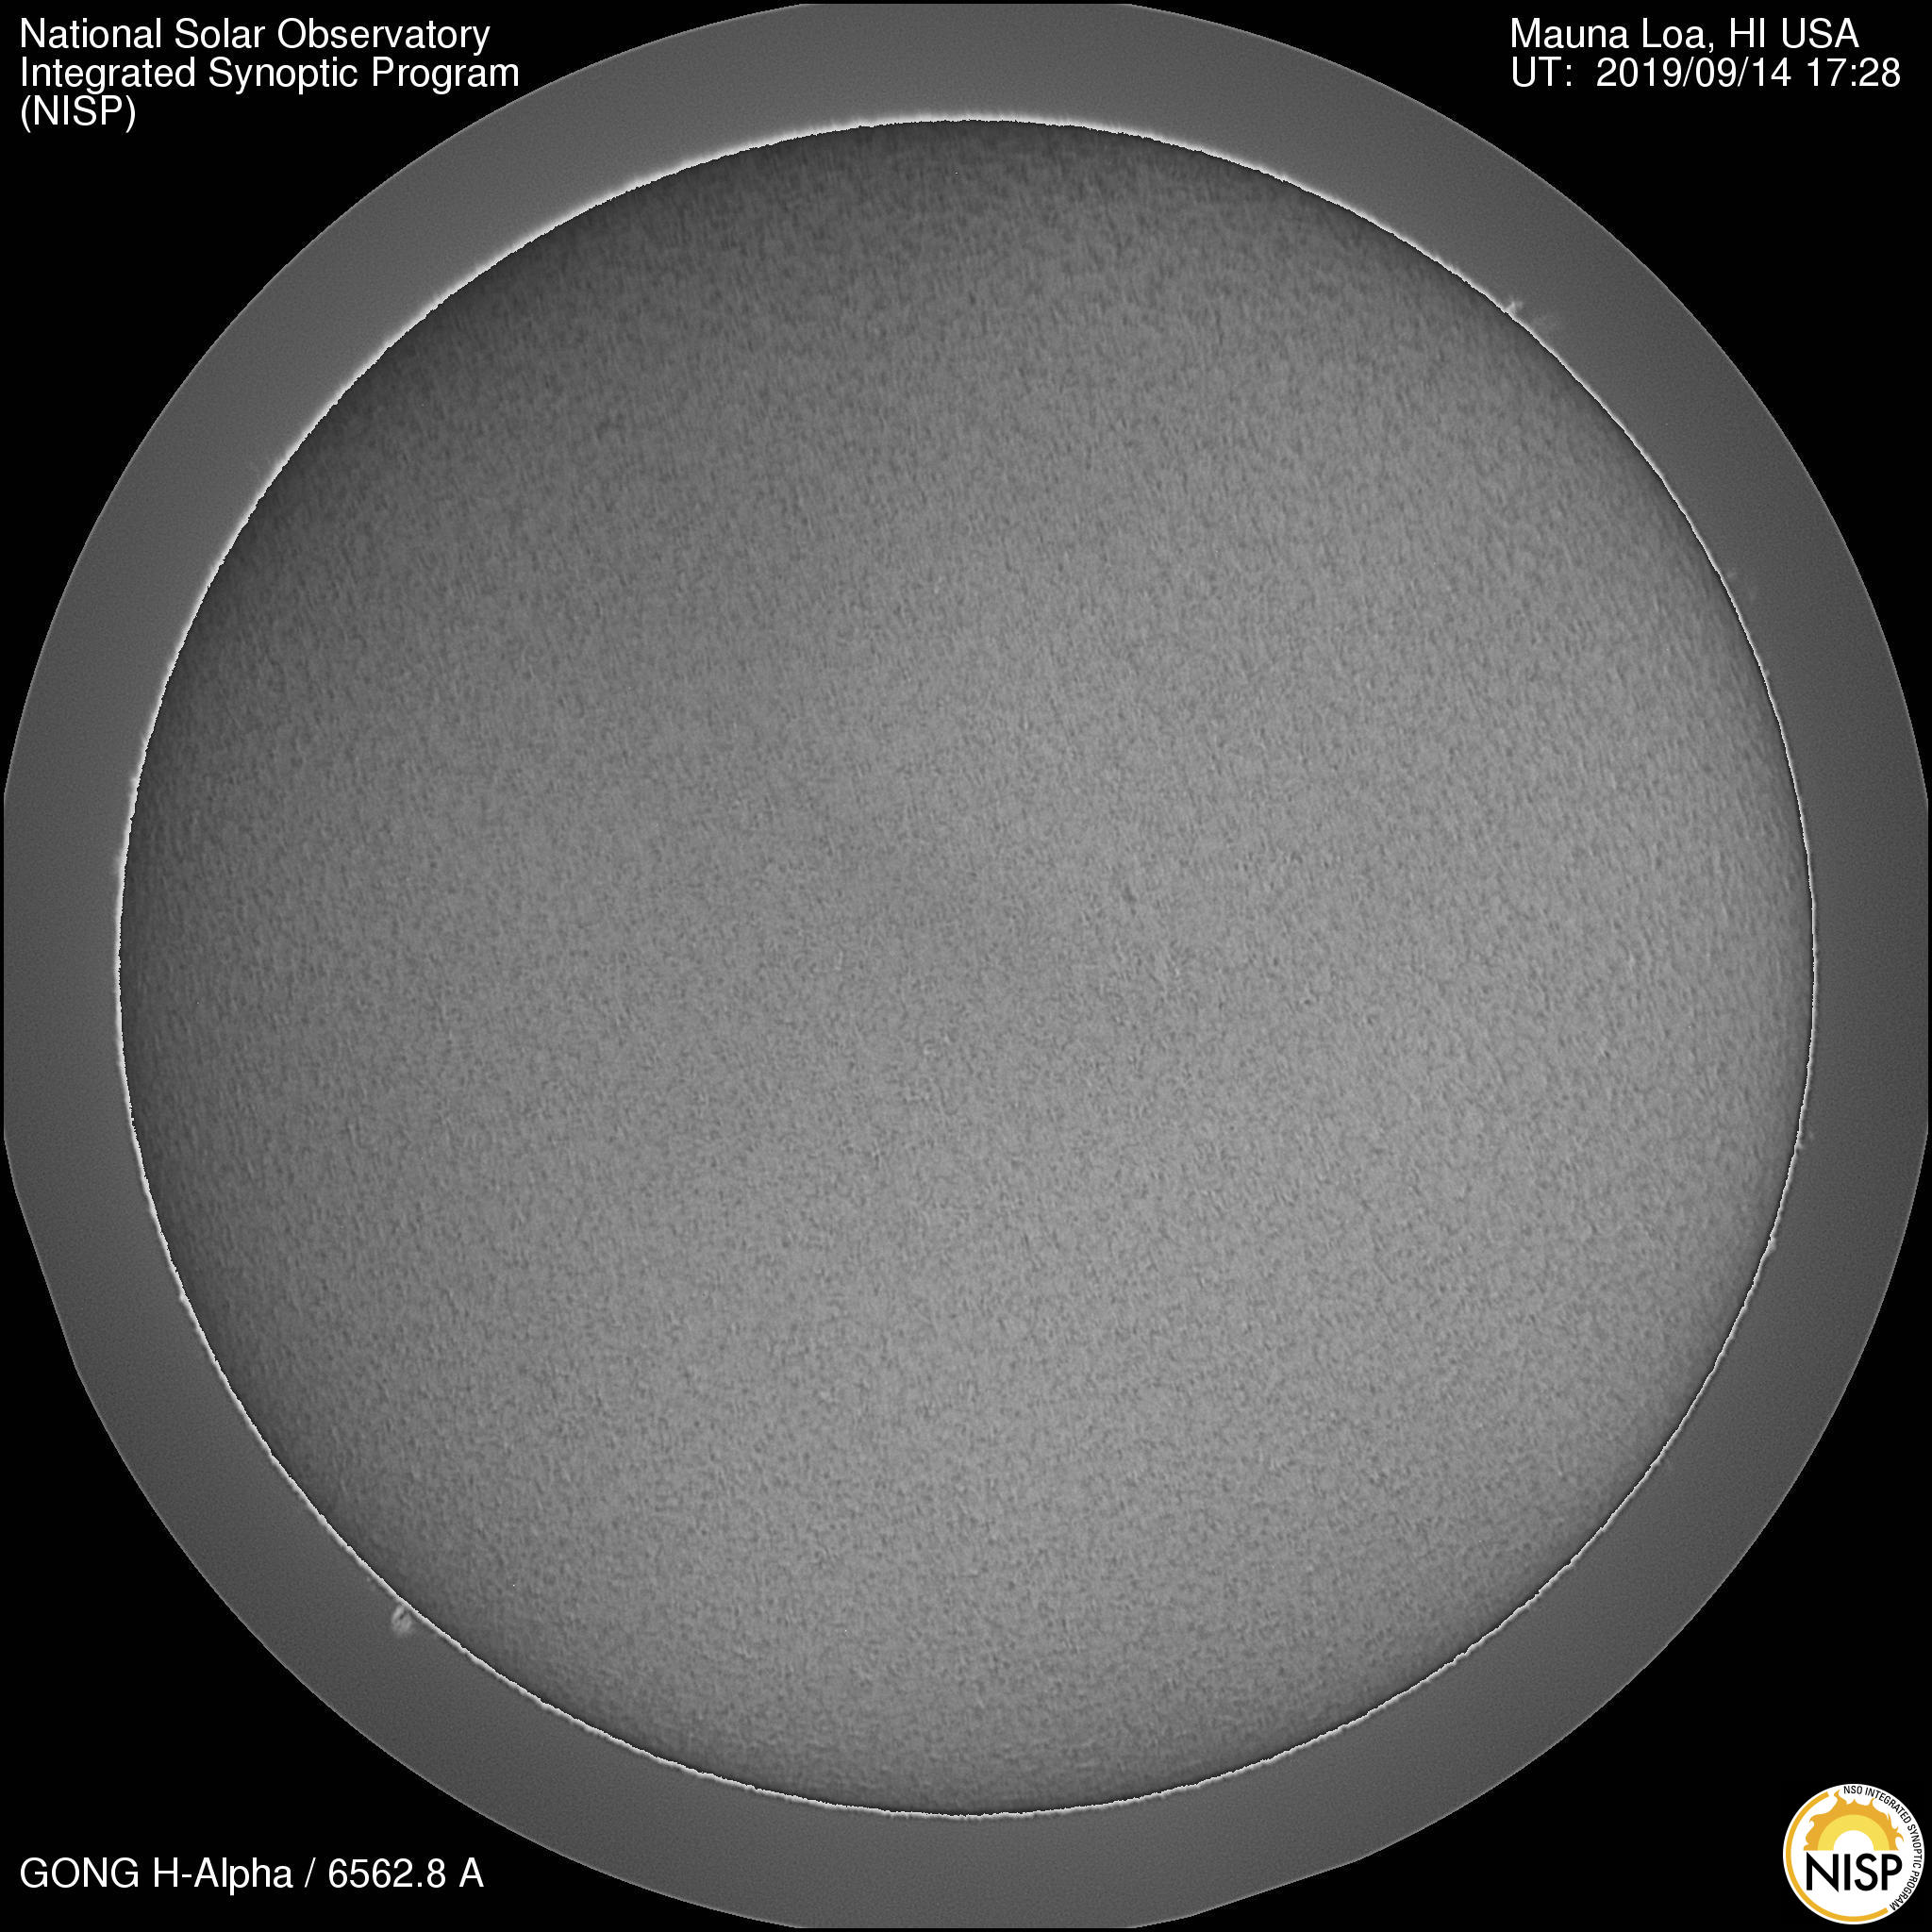 National Solar Observatory
Integrated Synoptic Program
(NISP)
Mauna Loa, HI USA
UT: 2019/09/14 17:28
GONG H-Alpha / 6562.8 A
NSO INTEGRATED SYNOPTIC PROGRAM
NISP